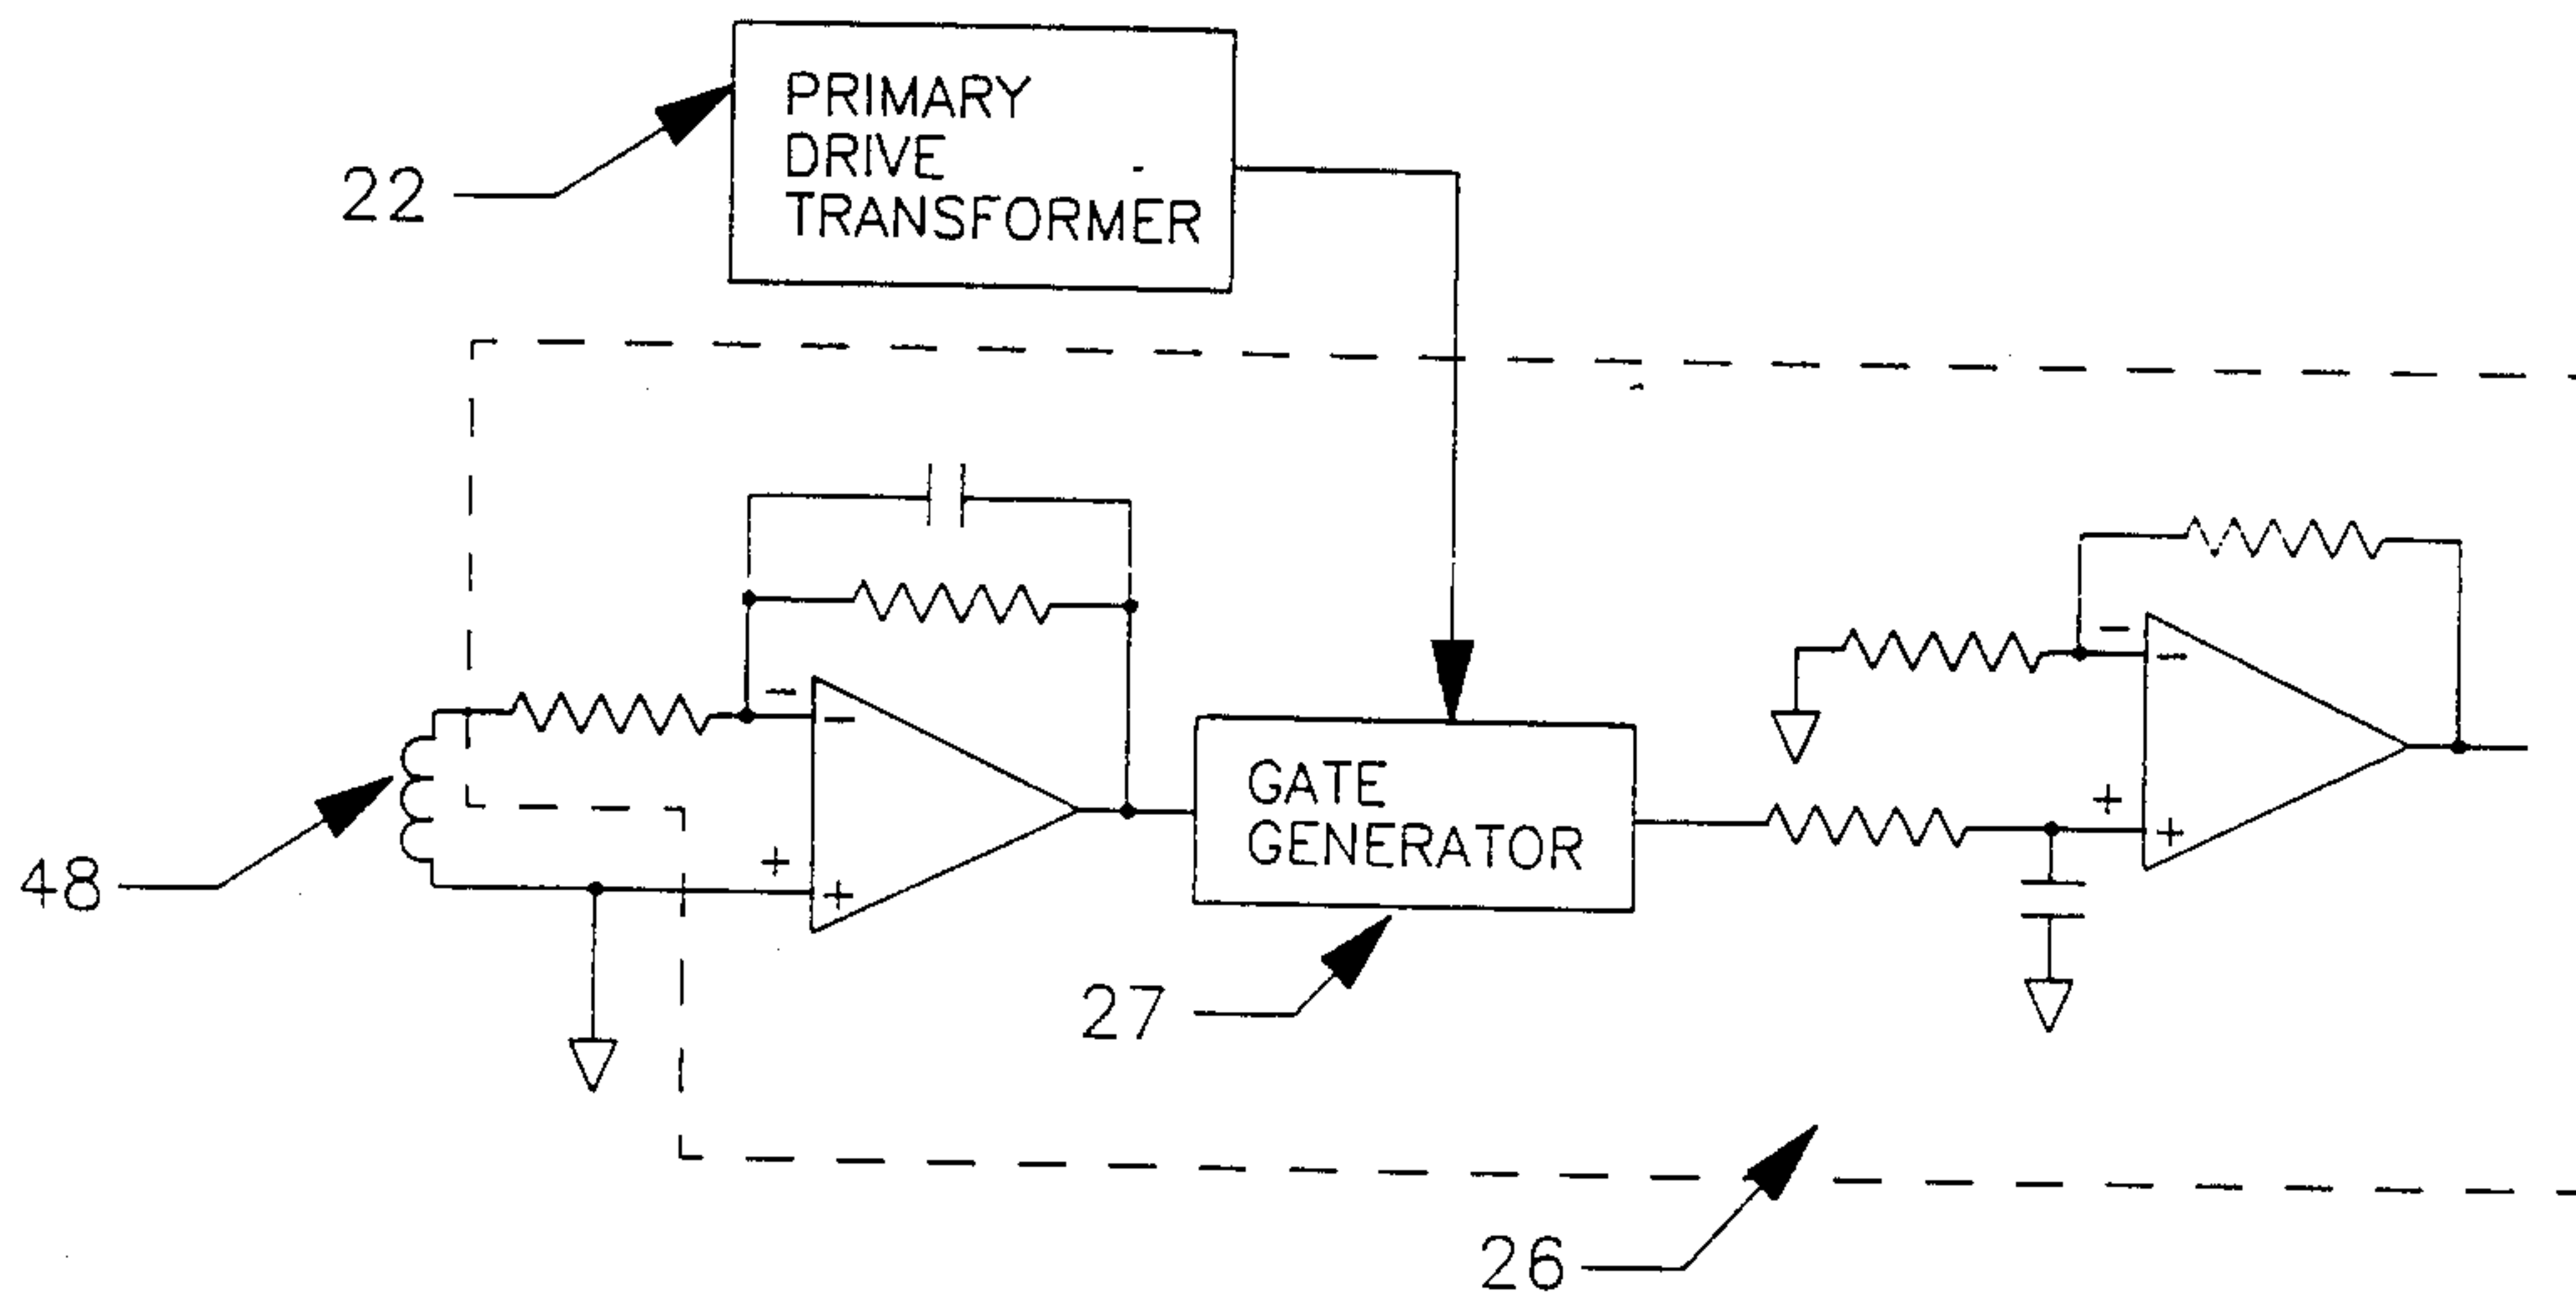 PRIMARY
DRIVE
TRANSFORMER
22
-
-
-
-
+
+
+
+
48
GATE
GENERATOR
27
26